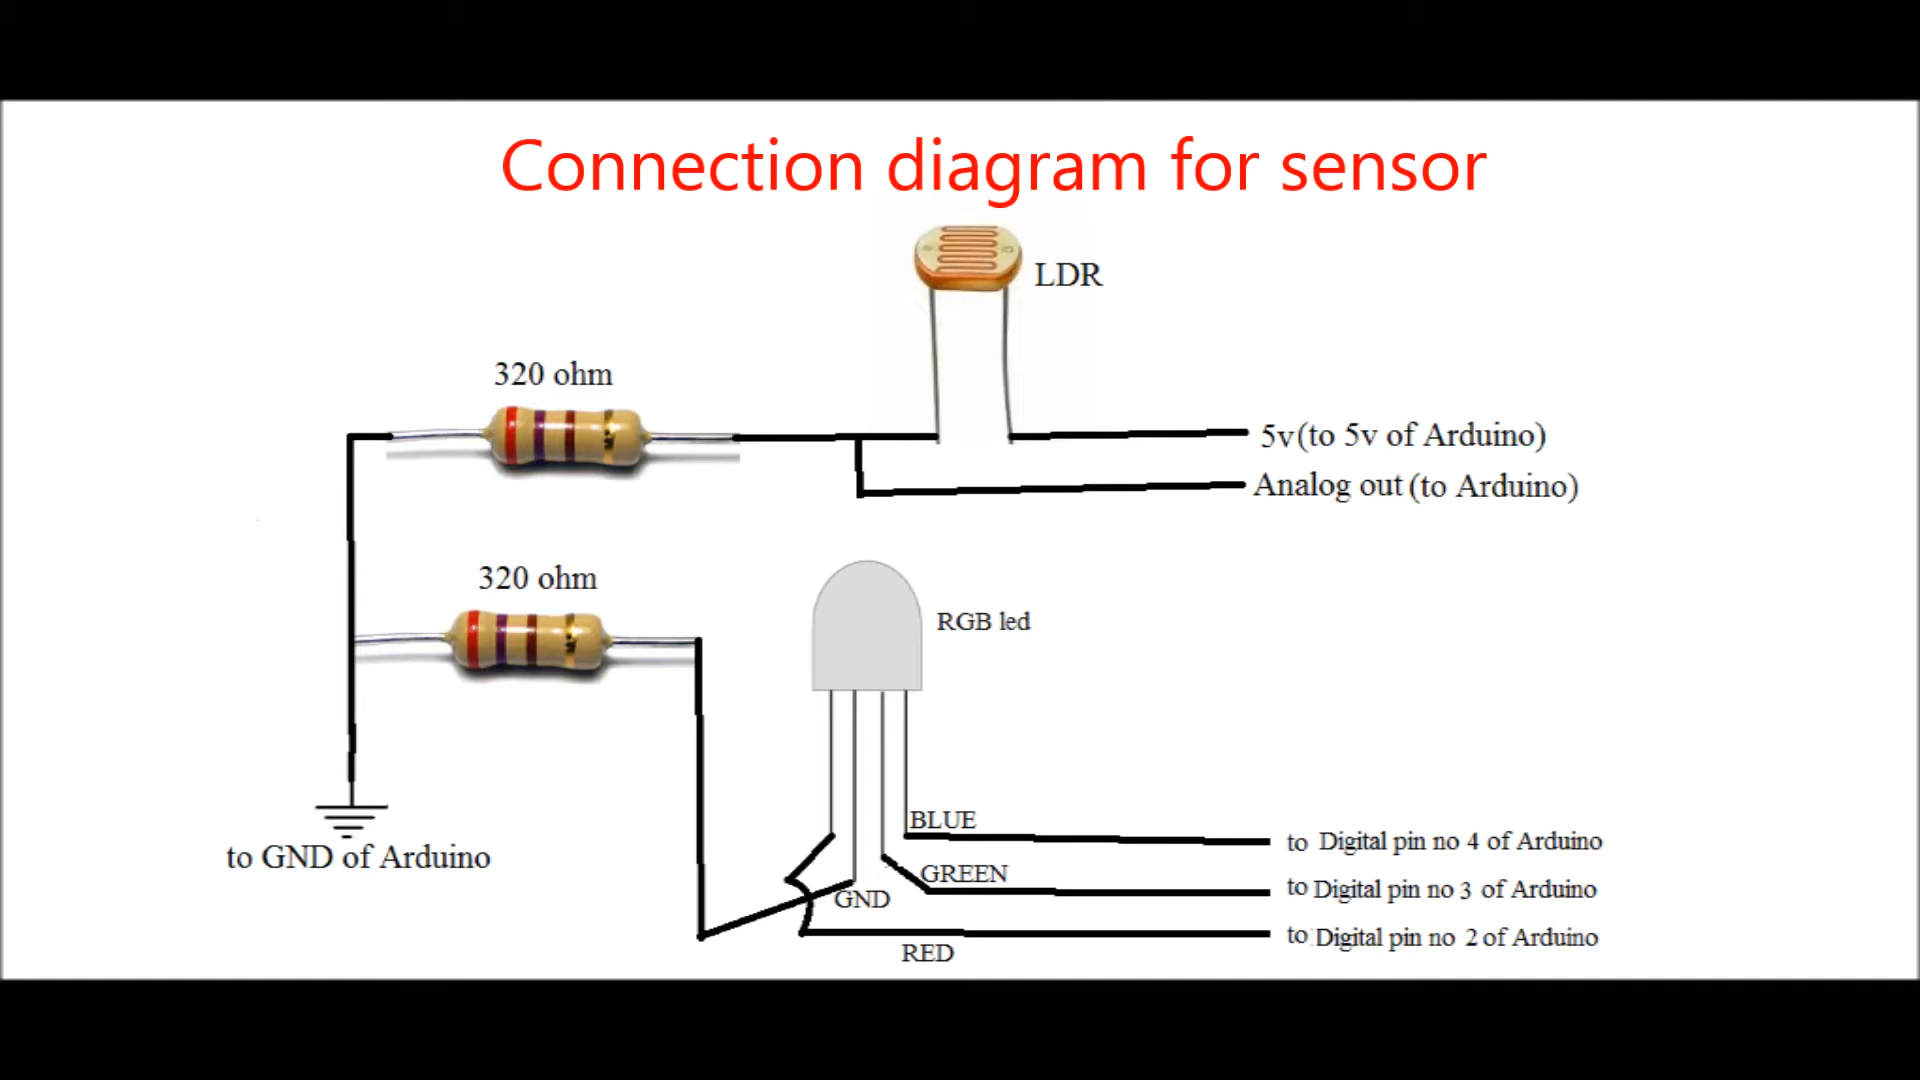 Connection diagram for sensor
LDR
320 ohm
5v(to 5v of Arduino)
Analog out (to Arduino)
320 ohm
RGB led
BLUE
to Digital pin no 4 of Arduino
to GND of Arduino
GREEN
to Digital pin no 3 of Arduino
GND
to Digital pin no 2 of Arduino
RED